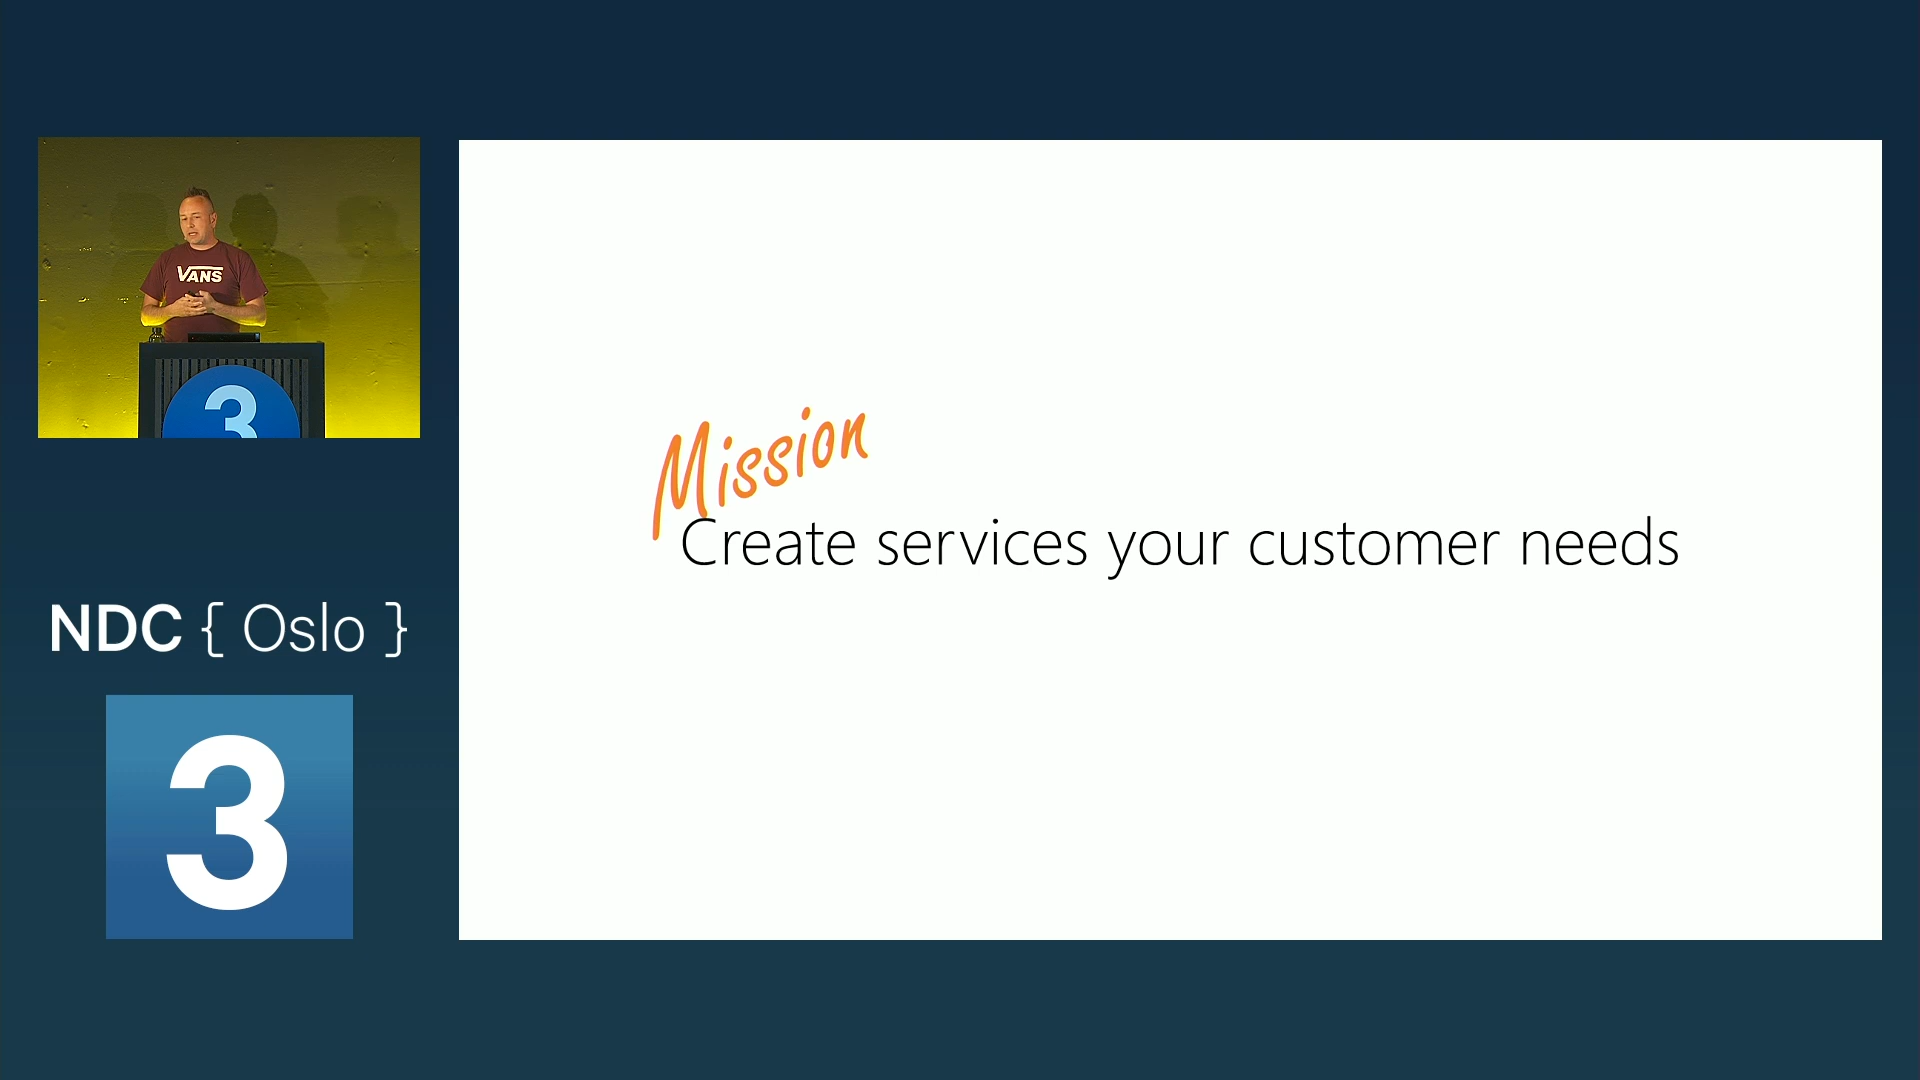 VANS
3
NDC { Oslo }
3
Mission
Create services your customer needs